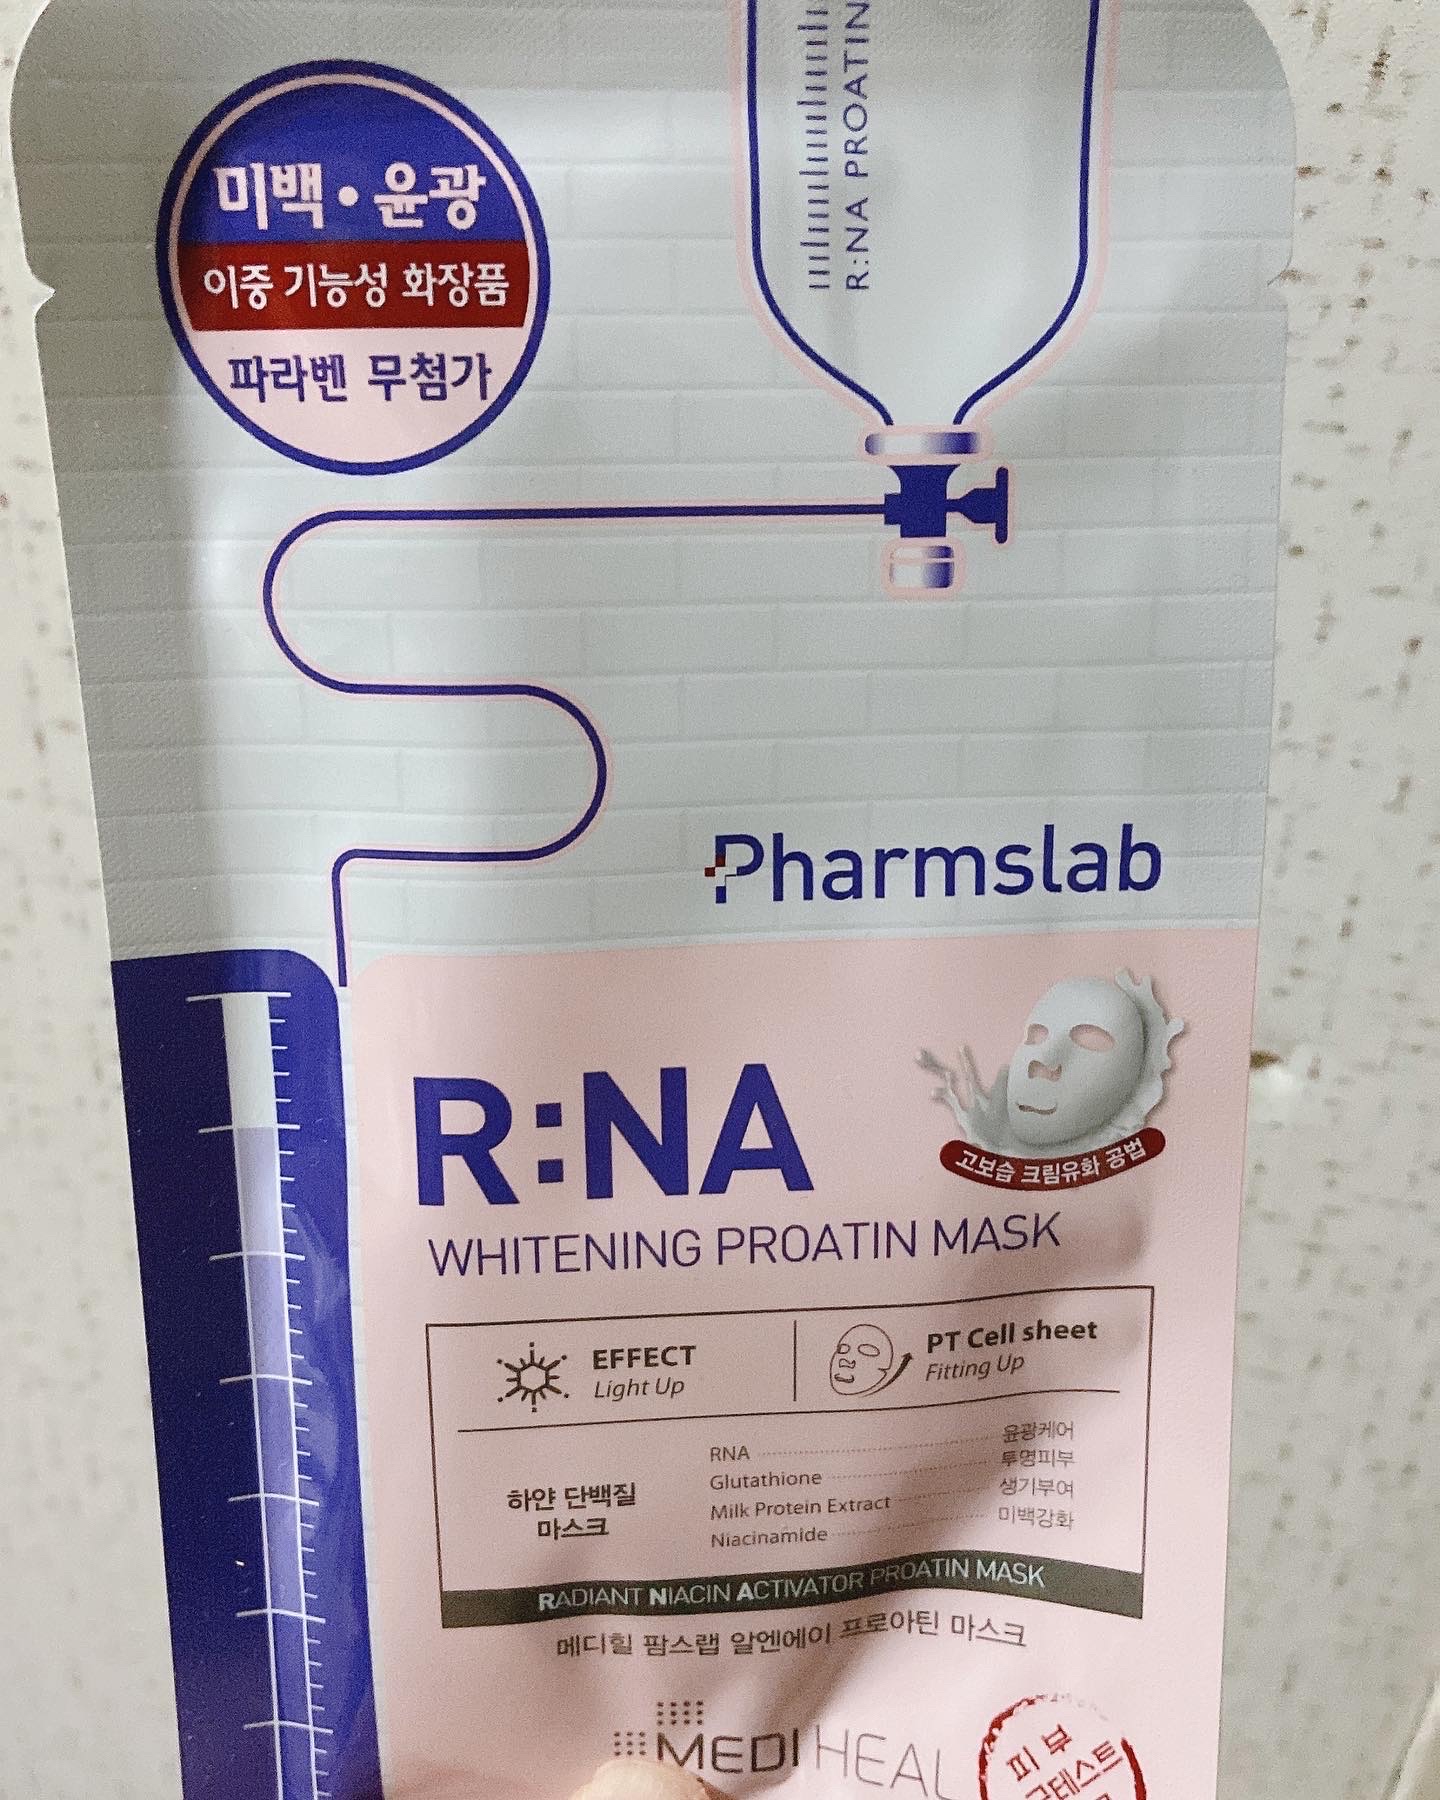 R:NA PROATIN
미백•윤광
이중 기능성 화장품
파라벤 무첨가
Pharmslab
R:NA
고보습 크림유화 공법
WHITENING PROATIN MASK
EFFECT
Light Up
PT Cell sheet
Fitting Up
하얀 단백질
마스크
RNA 윤광케어
Glutathione 투명피부
Milk Protein Extract 생기부여
Niacinamide 미백강화
RADIANT NIACIN ACTIVATOR PROATIN MASK
메디힐 팜스랩 알엔에이 프로아틴 마스크
MEDIHEAL
피부